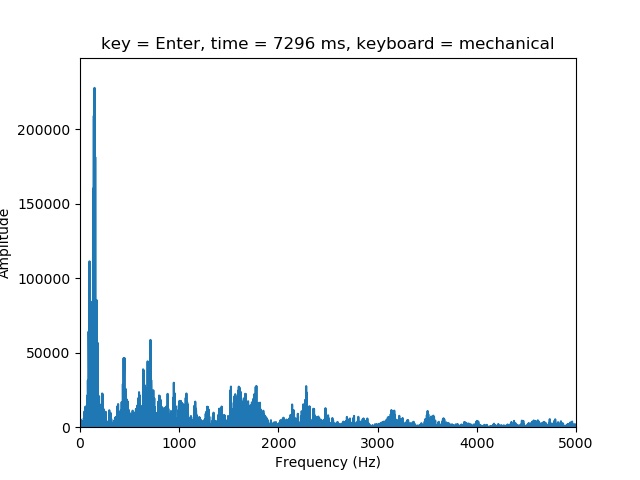 key = Enter, time = 7296 ms, keyboard = mechanical
200000
150000
100000
50000
0
Amplitude
0 1000 2000 3000 4000 5000
Frequency (Hz)